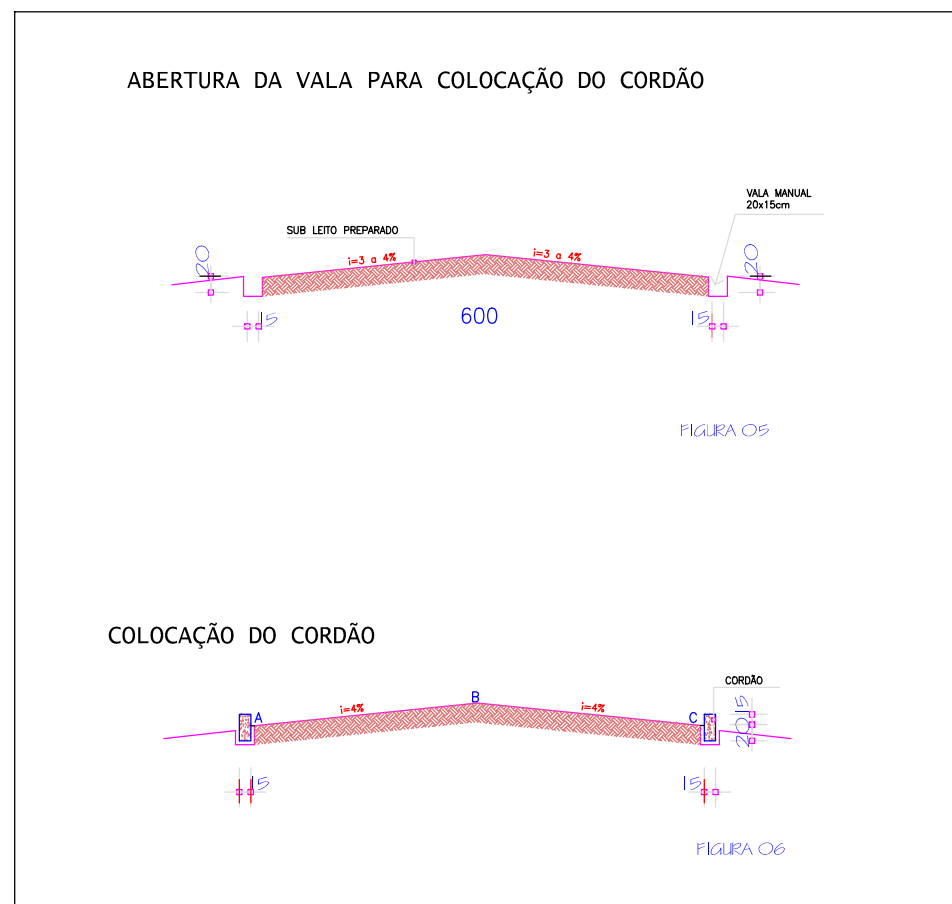 ABERTURA DA VALA PARA COLOCAÇÃO DO CORDÃO
VALA MANUAL
20x15cm
SUB LEITO PREPARADO
i=3 a 4%
i=3 a 4%
20
20
15
600
15
FIGURA 05
COLOCAÇÃO DO CORDÃO
CORDÃO
A
i=4%
B
i=4%
C
15
20
15
15
FIGURA 06